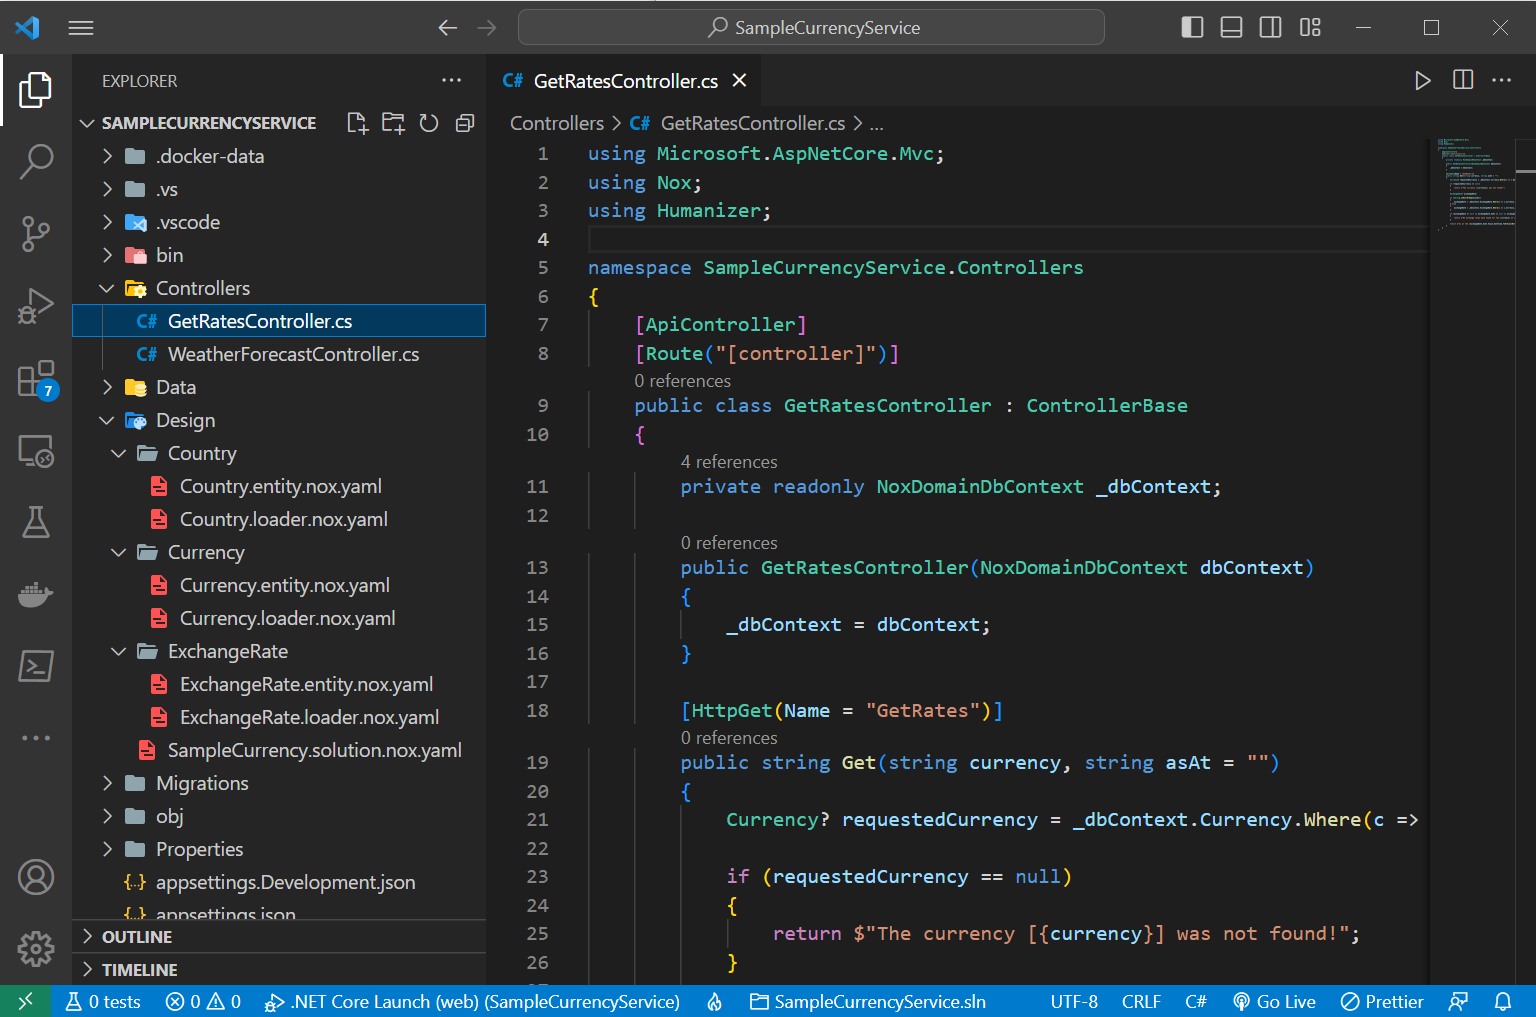 SampleCurrencyService
EXPLORER
SAMPLECURRENCYSERVICE
.docker-data
.vs
.vscode
bin
Controllers
C# GetRatesController.cs
C# WeatherForecastController.cs
Data
Design
Country
Country.entity.nox.yaml
Country.loader.nox.yaml
Currency
Currency.entity.nox.yaml
Currency.loader.nox.yaml
ExchangeRate
ExchangeRate.entity.nox.yaml
ExchangeRate.loader.nox.yaml
SampleCurrency.solution.nox.yaml
Migrations
obj
Properties
{..} appsettings.Development.json
{..} appsettings.json
OUTLINE
TIMELINE
7
C# GetRatesController.cs
Controllers > C# GetRatesController.cs > ...
1 using Microsoft.AspNetCore.Mvc;
2 using Nox;
3 using Humanizer;
4
5 namespace SampleCurrencyService.Controllers
6 {
7 [ApiController]
8 [Route("[controller]")]
0 references
9 public class GetRatesController : ControllerBase
10 {
4 references
11 private readonly NoxDomainDbContext _dbContext;
12
0 references
13 public GetRatesController(NoxDomainDbContext dbContext)
14 {
15 _dbContext = dbContext;
16 }
17
18 [HttpGet(Name = "GetRates")]
0 references
19 public string Get(string currency, string asAt = "")
20 {
21 Currency? requestedCurrency = _dbContext.Currency.Where(c =>
22
23 if (requestedCurrency == null)
24 {
25 return $"The currency [{currency}] was not found!";
26 }
0 tests 0 0 .NET Core Launch (web) (SampleCurrencyService) SampleCurrencyService.sln UTF-8 CRLF C# Go Live Prettier